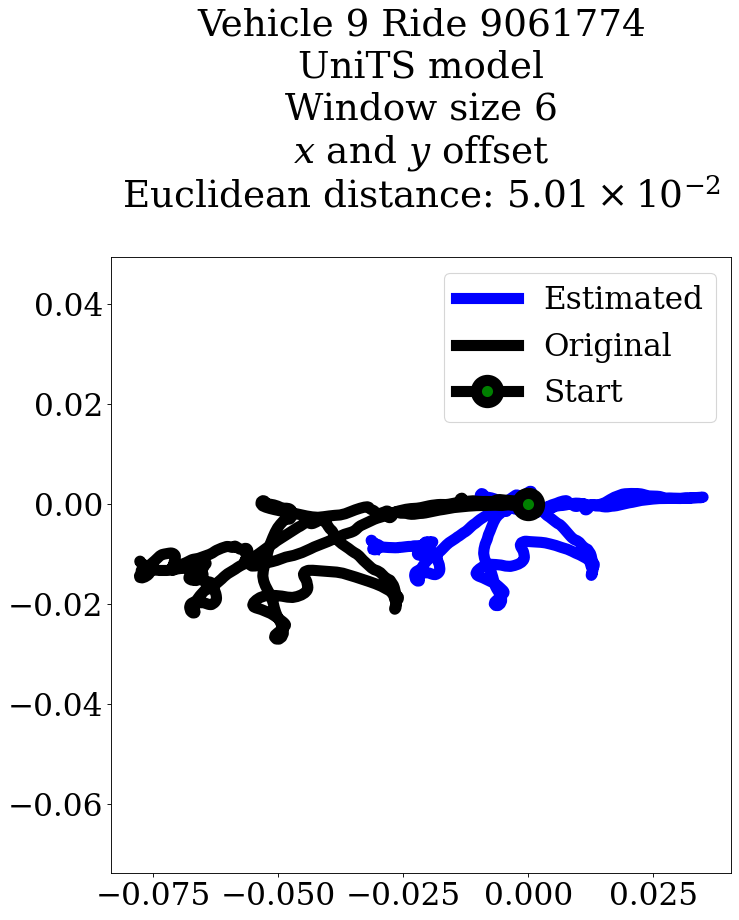 Vehicle 9 Ride 9061774
UniTS model
Window size 6
x and y offset
Euclidean distance: 5.01 × 10⁻²
Estimated
Original
Start
0.04
0.02
0.00
−0.02
−0.04
−0.06
−0.075 −0.050 −0.025 0.000 0.025